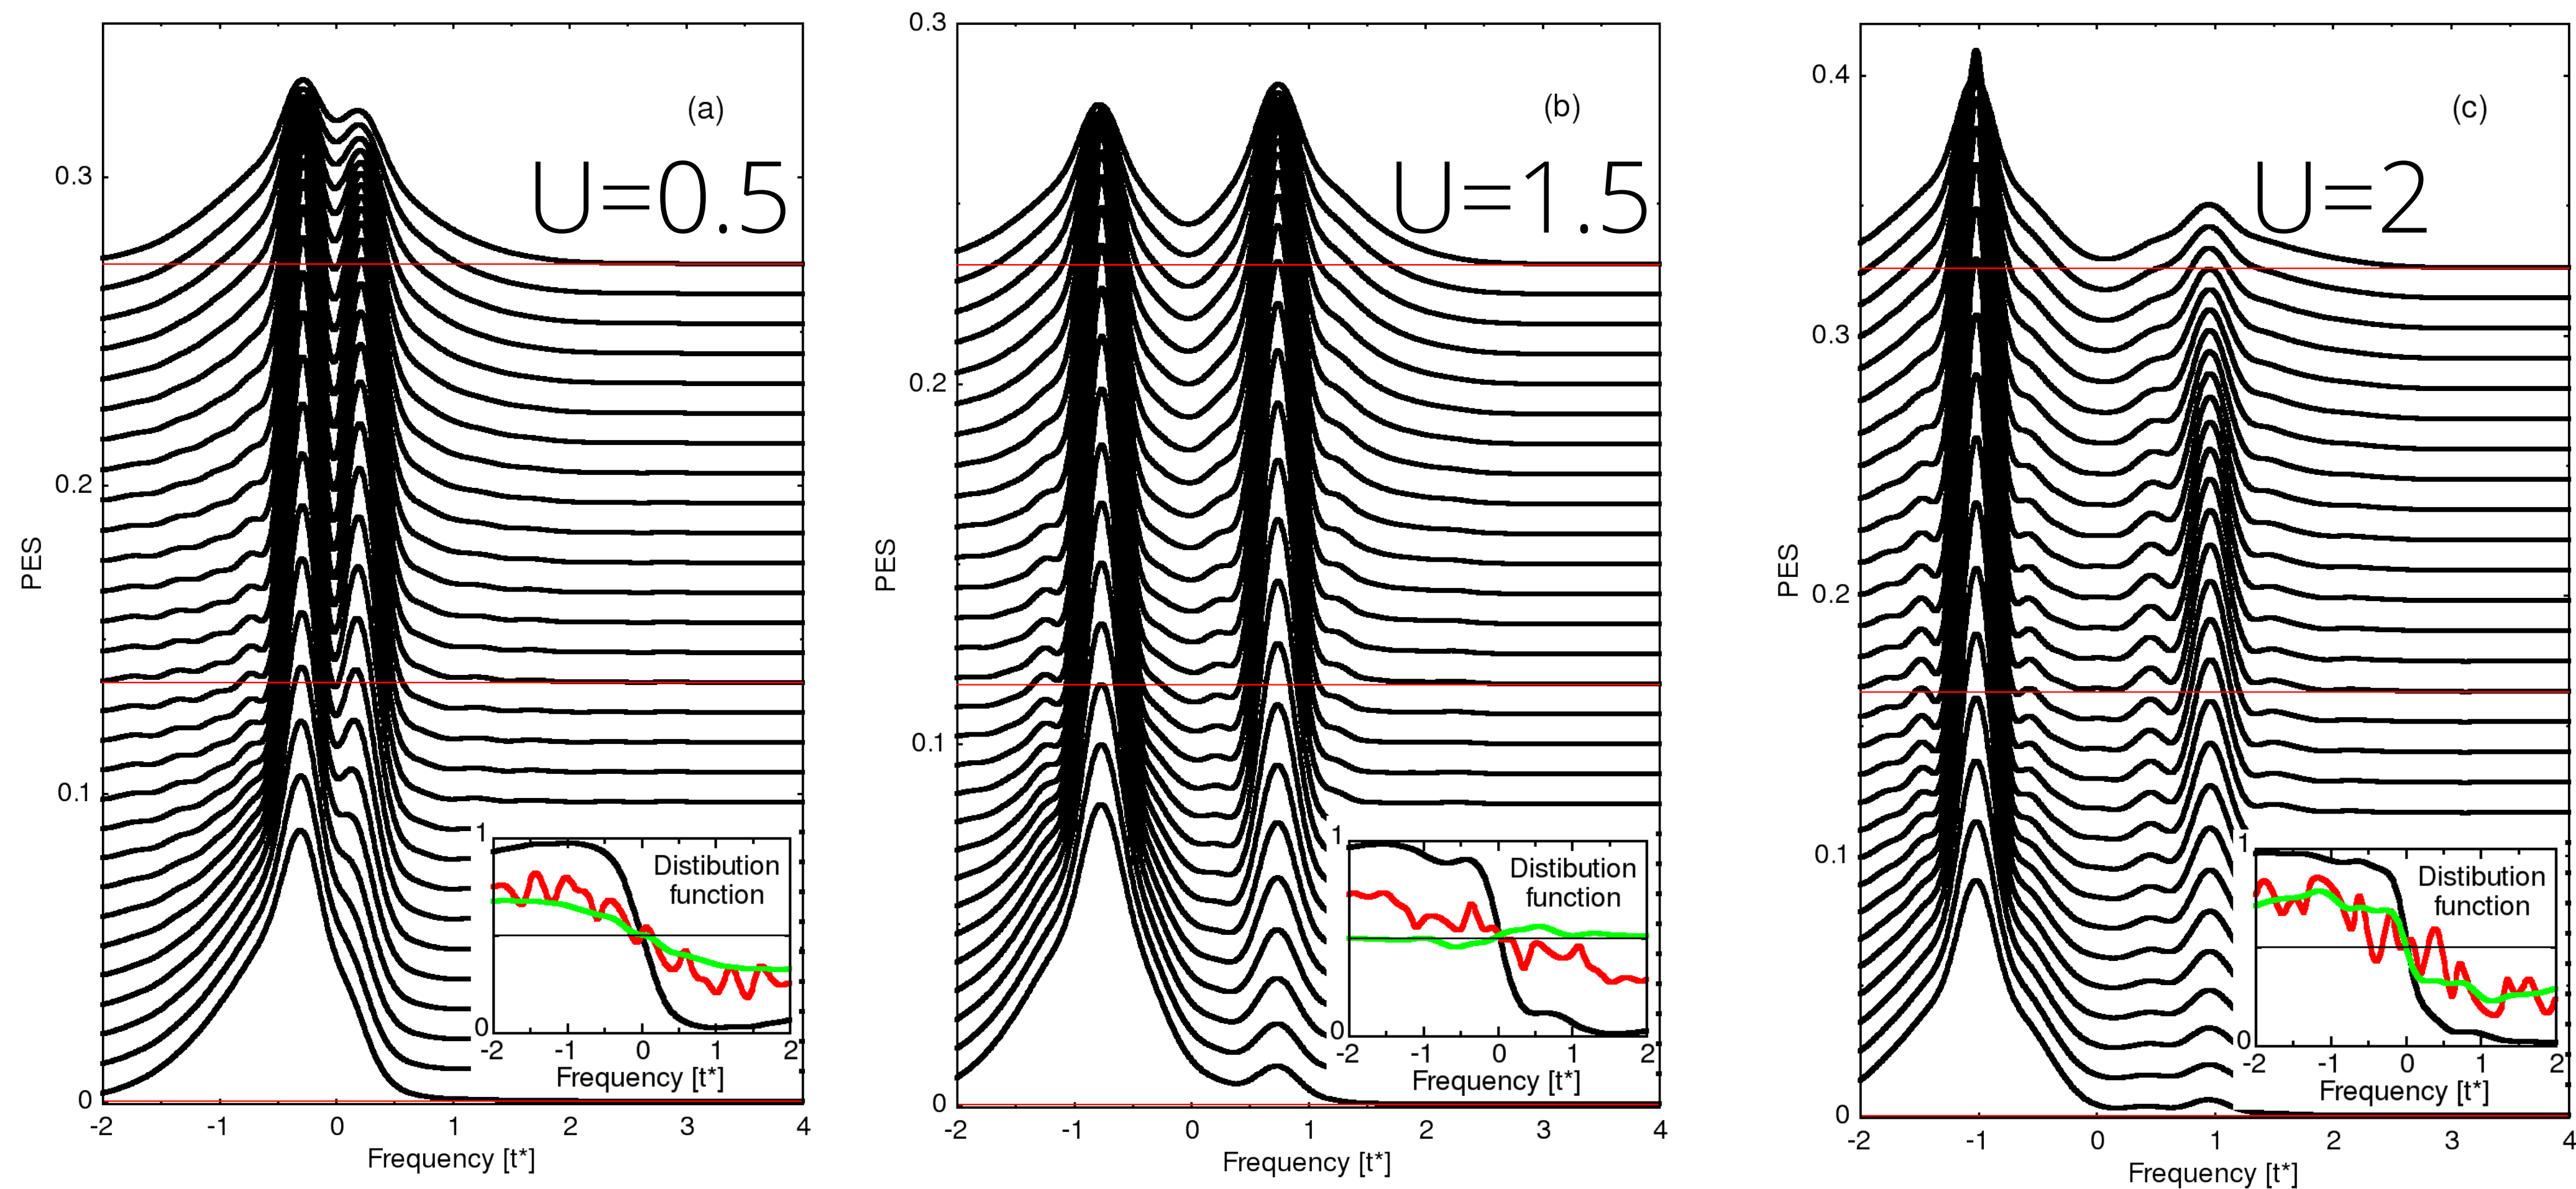 (a)
U=0.5
0.3
0.2
0.1
0
PES
-2 -1 0 1 2 3 4
Frequency [t*]
1
Distibution
function
0
-2 -1 0 1 2
Frequency [t*]
0.3
(b)
U=1.5
0.2
0.1
0
PES
-2 -1 0 1 2 3 4
Frequency [t*]
1
Distibution
function
0
-2 -1 0 1 2
Frequency [t*]
0.4
(c)
U=2
0.3
0.2
0.1
0
PES
-2 -1 0 1 2 3 4
Frequency [t*]
1
Distibution
function
0
-2 -1 0 1 2
Frequency [t*]